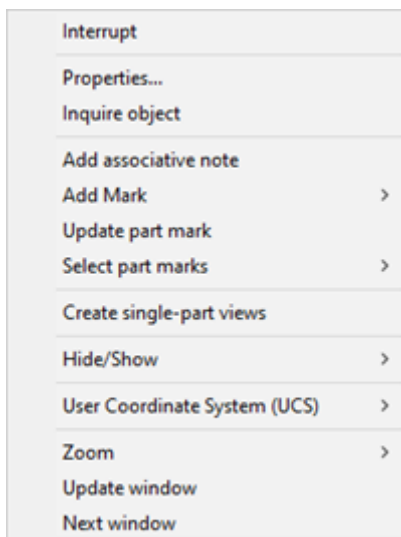 Interrupt
Properties...
Inquire object
Add associative note
Add Mark
Update part mark
Select part marks
Create single-part views
Hide/Show
User Coordinate System (UCS)
Zoom
Update window
Next window